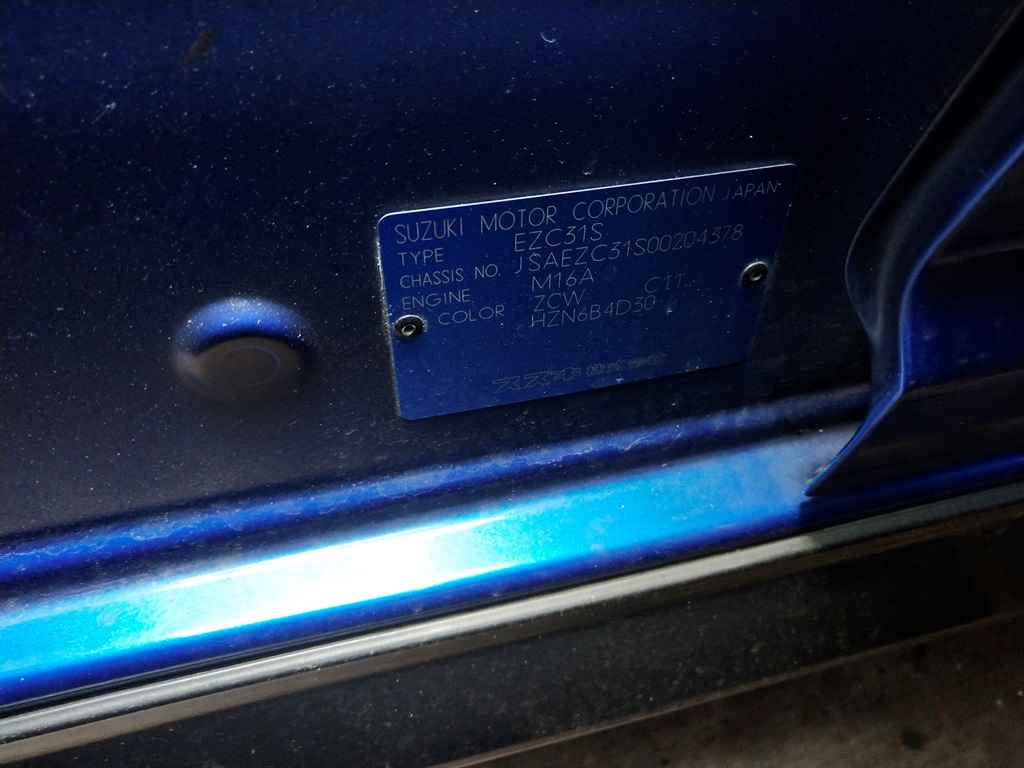 SUZUKI MOTOR CORPORATION JAPAN
TYPE EZC31S
CHASSIS NO. JSAEZC31S00204378
ENGINE M16A
COLOR ZCW C11
HZN6B4D30